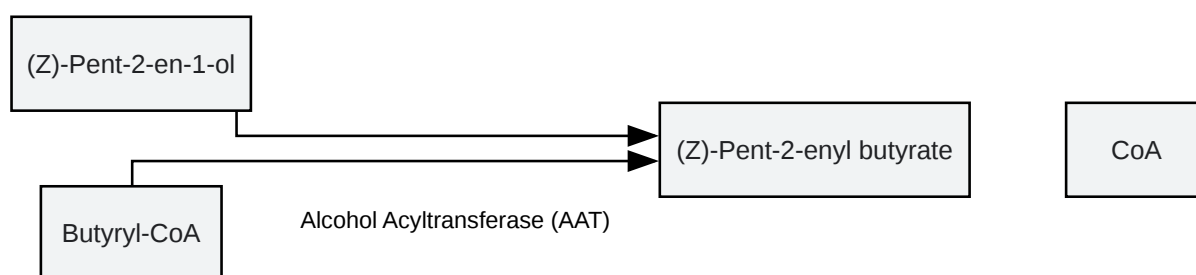 (Z)-Pent-2-en-1-ol
(Z)-Pent-2-enyl butyrate
CoA
Butyryl-CoA
Alcohol Acyltransferase (AAT)